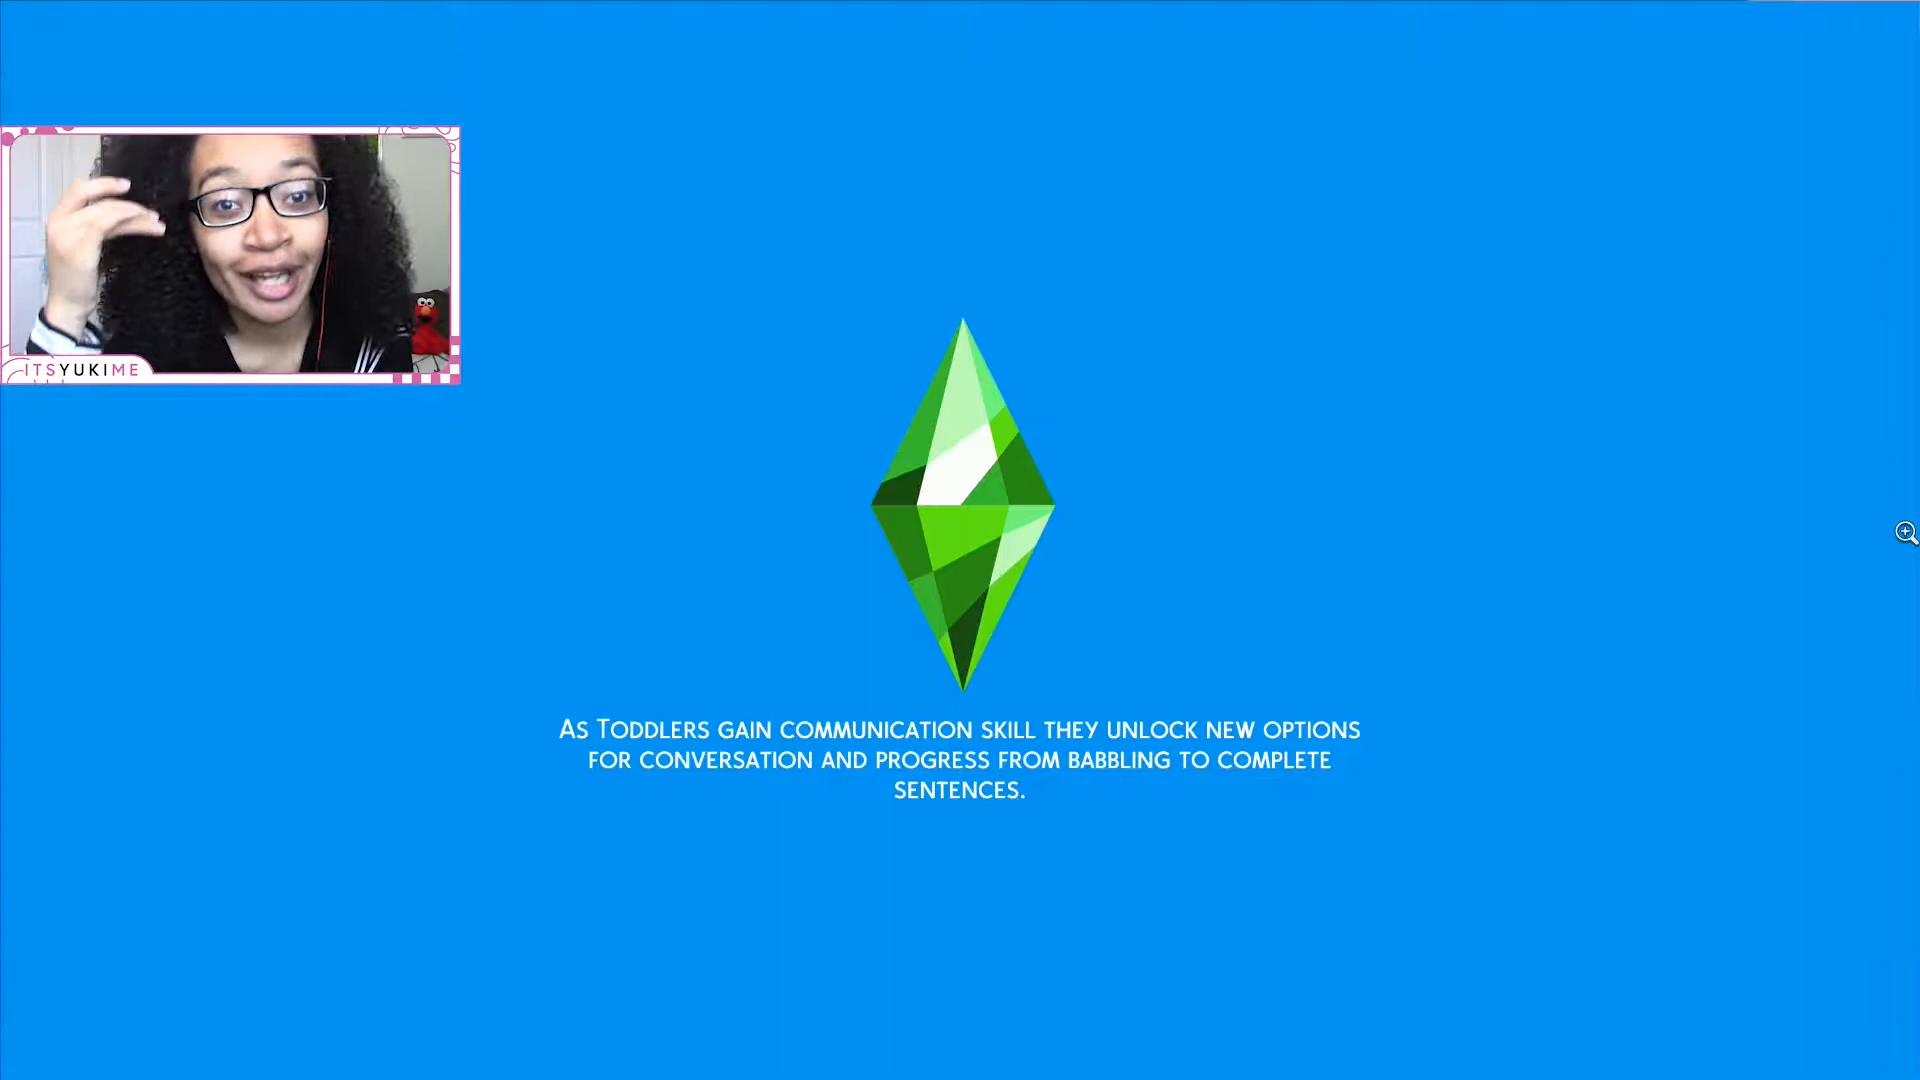 ITSYUKIME
AS TODDLERS GAIN COMMUNICATION SKILL THEY UNLOCK NEW OPTIONS
FOR CONVERSATION AND PROGRESS FROM BABBLING TO COMPLETE
SENTENCES.